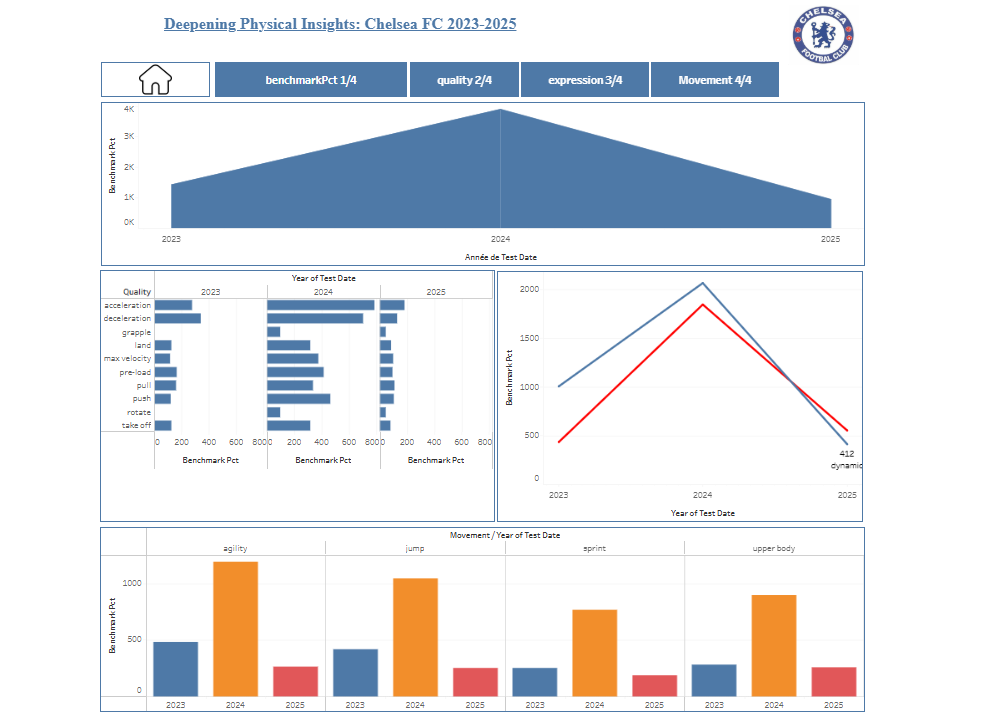 Deepening Physical Insights: Chelsea FC 2023-2025
CHELSEA
FOOTBALL CLUB
benchmarkPct 1/4
quality 2/4
expression 3/4
Movement 4/4
4K
3K
2K
1K
0K
Benchmark Pct
2023
2024
2025
Année de Test Date
Year of Test Date
Quality
2023
2024
2025
acceleration
deceleration
grapple
land
max velocity
pre-load
pull
push
rotate
take off
0
200
400
600
800
0
200
400
600
800
0
200
400
600
800
Benchmark Pct
Benchmark Pct
Benchmark Pct
2000
1500
1000
500
0
Benchmark Pct
412
dynamic
2023
2024
2025
Year of Test Date
Movement / Year of Test Date
agility
jump
sprint
upper body
1000
500
0
Benchmark Pct
2023
2024
2025
2023
2024
2025
2023
2024
2025
2023
2024
2025